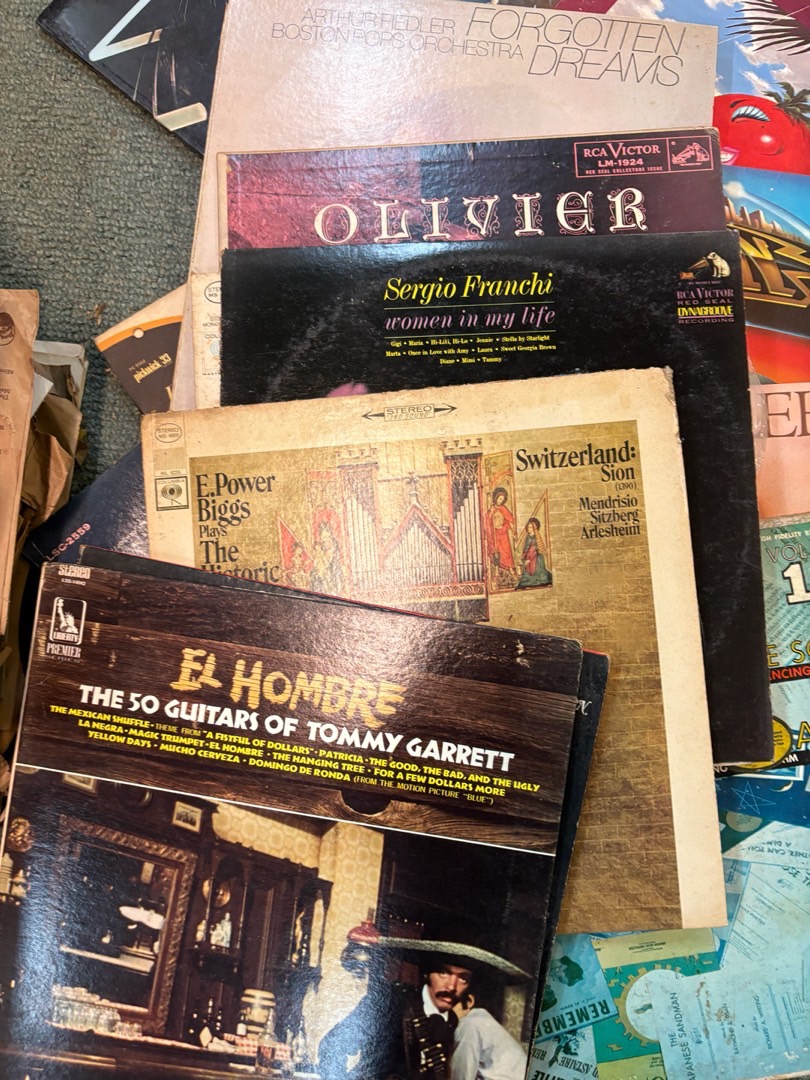 ARTHUR FIEDLER
BOSTON POPS ORCHESTRA
FORGOTTEN
DREAMS
RCA VICTOR
LM-1924
RED SEAL COLLECTORS ISSUE
OLIVIER
Sergio Franchi
women in my life
Gigi • Maria • Hi-Lili, Hi-Lo • Jennie • Stella by Starlight
Marta • Once in Love with Amy • Laura • Sweet Georgia Brown
Diane • Mimi • Tammy
RCA VICTOR
RED SEAL
DYNAGROOVE
RECORDING
pickwick 33
STEREO
E.Power
Biggs
Plays
The
Historic
Switzerland:
Sion
(1390)
Mendrisio
Sitzberg
Arlesheim
LSC-2559
STEREO
LIBERTY
PREMIER
EL HOMBRE
THE 50 GUITARS OF TOMMY GARRETT
THE MEXICAN SHUFFLE • THEME FROM "A FISTFUL OF DOLLARS" • PATRICIA • THE GOOD, THE BAD, AND THE UGLY
LA NEGRA • MAGIC TRUMPET • EL HOMBRE • THE HANGING TREE • FOR A FEW DOLLARS MORE
YELLOW DAYS • MUCHO CERVEZA • DOMINGO DE RONDA (FROM THE MOTION PICTURE "BLUE")
VOL
1
REMEMBER